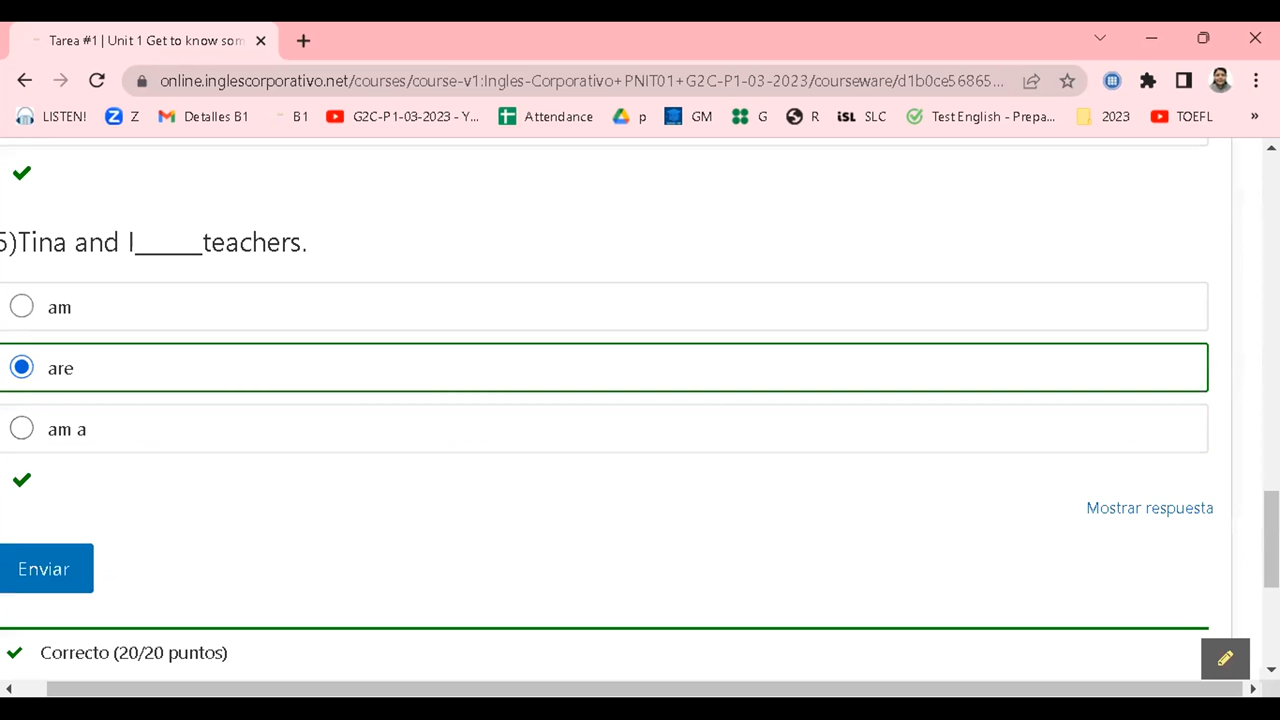 Tarea #1 | Unit 1 Get to know som
online.inglescorporativo.net/courses/course-v1:Ingles-Corporativo+PNIT01+G2C-P1-03-2023/courseware/d1b0ce56865...
LISTEN! Z Detalles B1 B1 G2C-P1-03-2023 - Y... Attendance p GM G R iSL SLC Test English - Prepa... 2023 TOEFL »
5)Tina and I_____teachers.
am
are
am a
Mostrar respuesta
Enviar
Correcto (20/20 puntos)